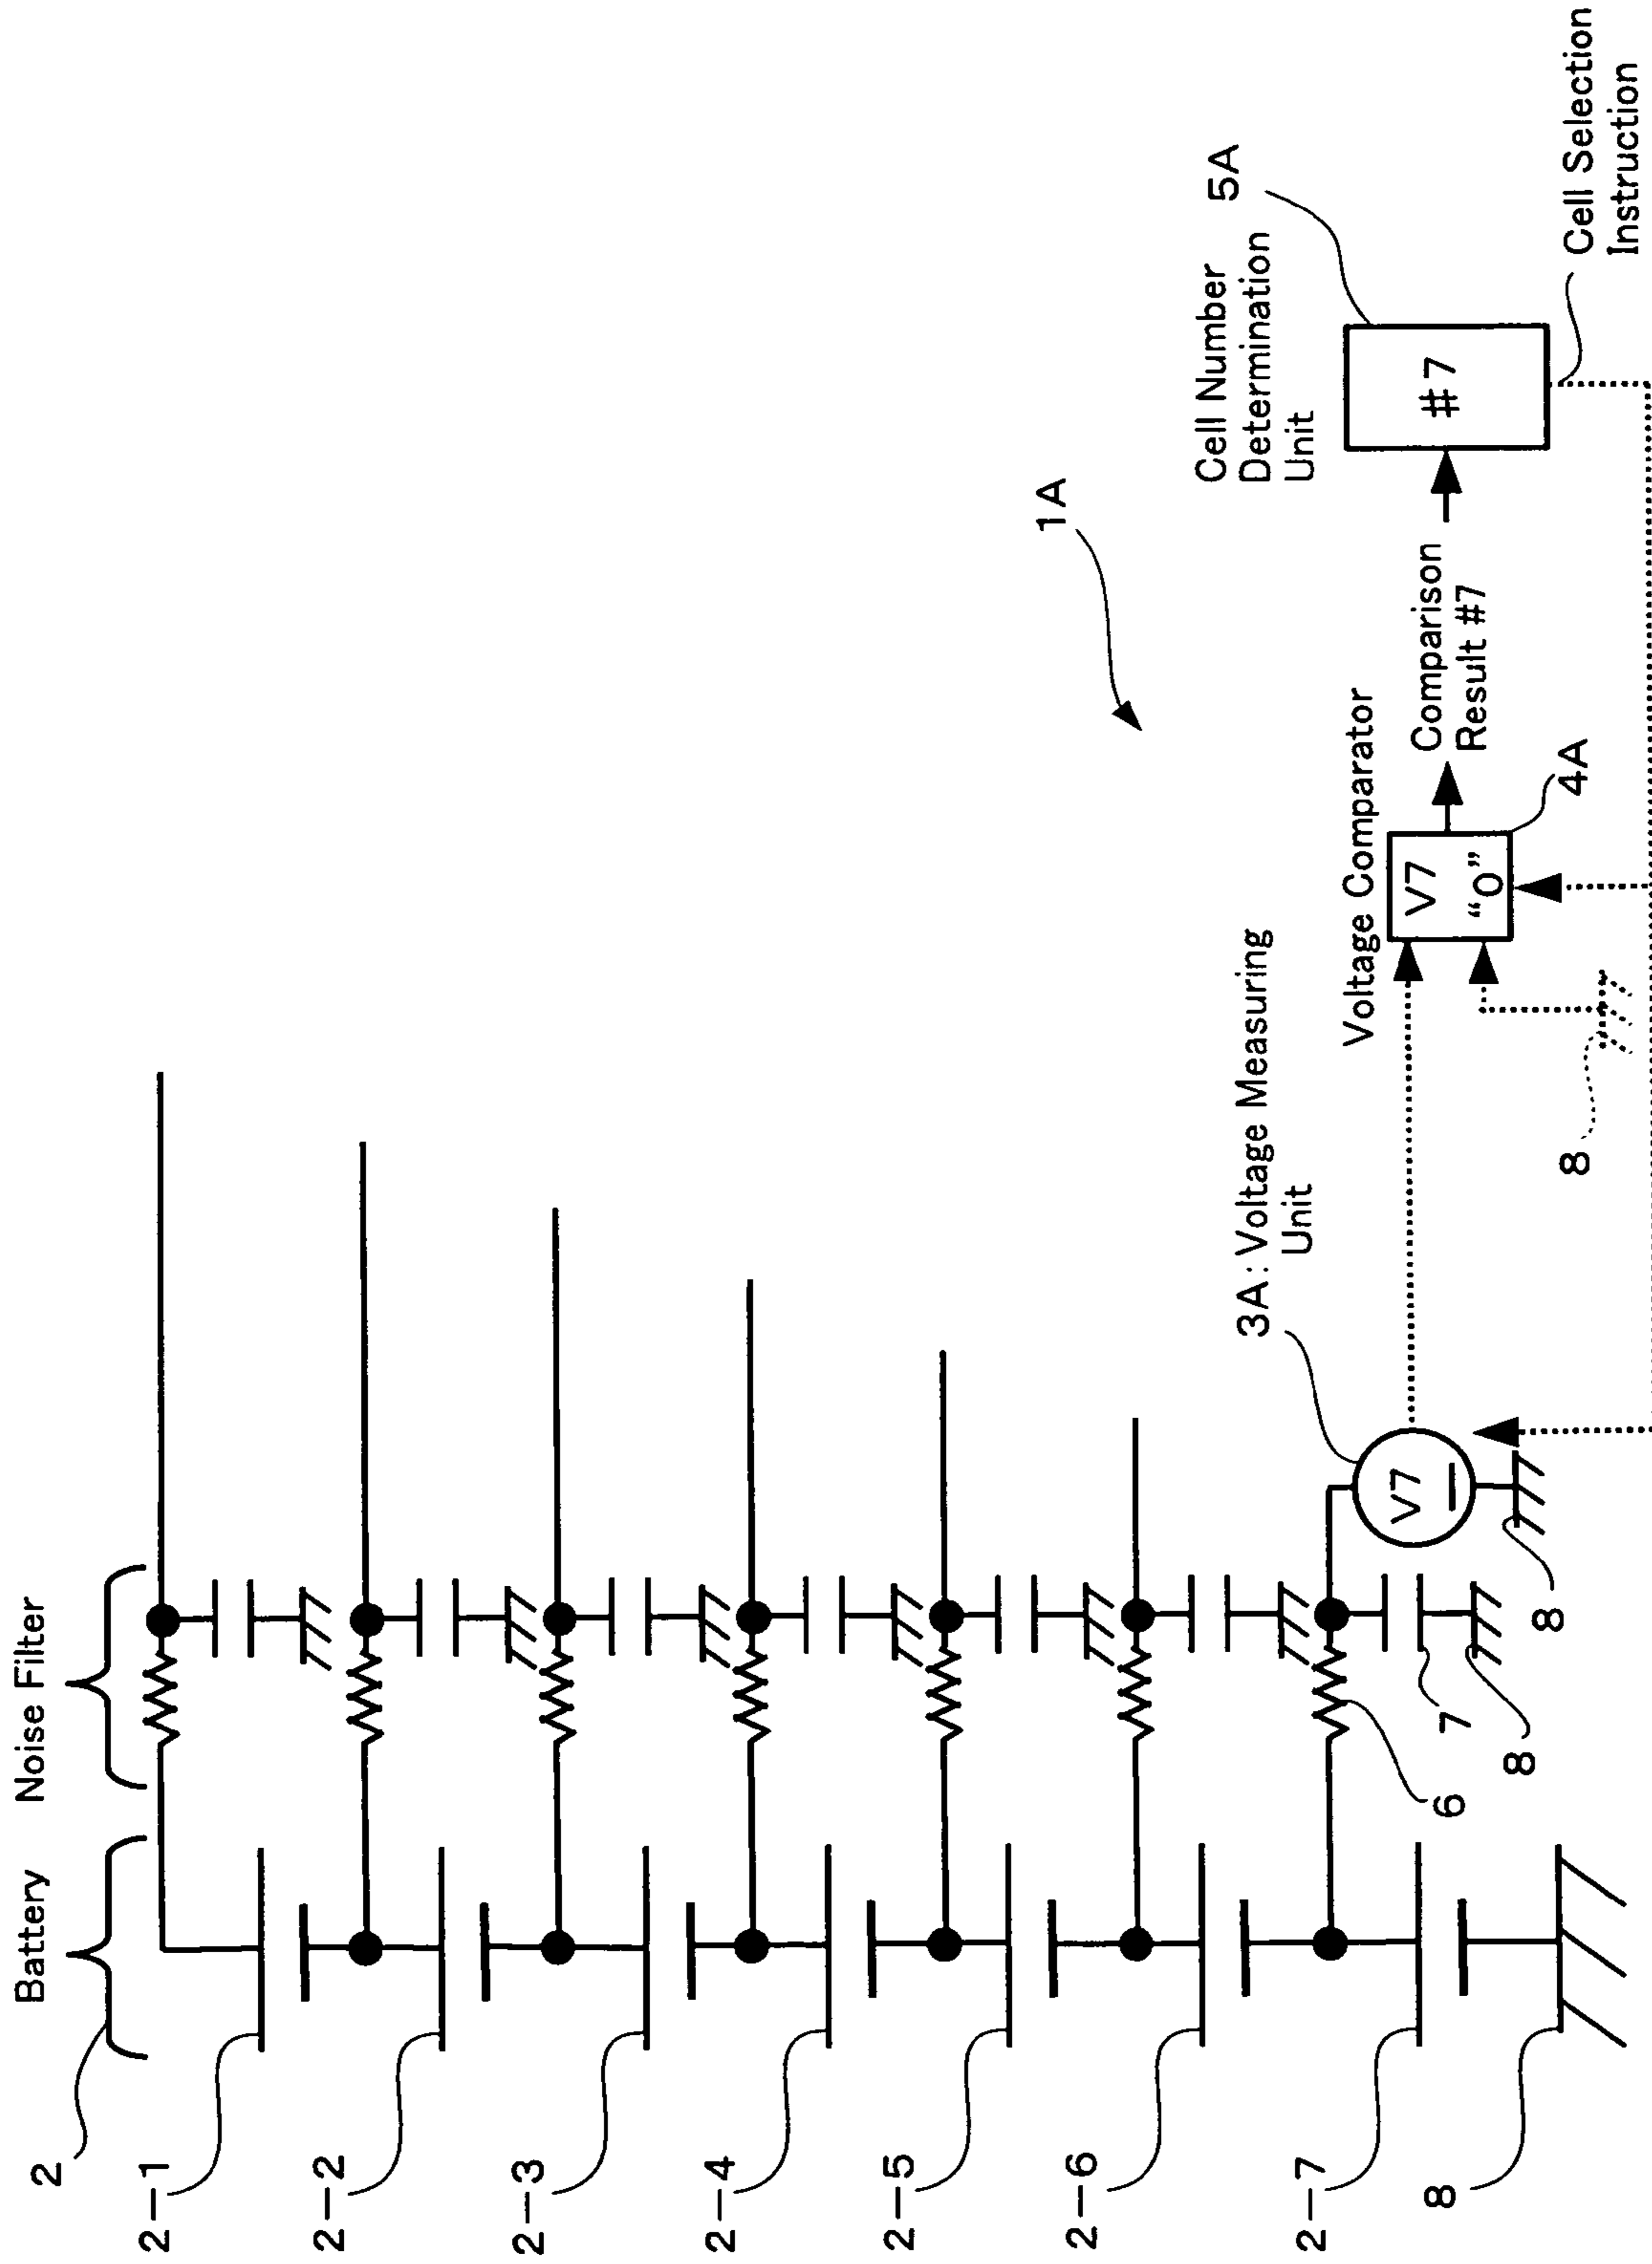 Battery
Noise Filter
2
2-1
2-2
2-3
2-4
2-5
2-6
2-7
8
6
7
8
8
3A: Voltage Measuring
Unit
V7
8
Voltage Comparator
V7
"0"
4A
Comparison
Result #7
1A
Cell Number
Determination
Unit
5A
#7
Cell Selection
Instruction